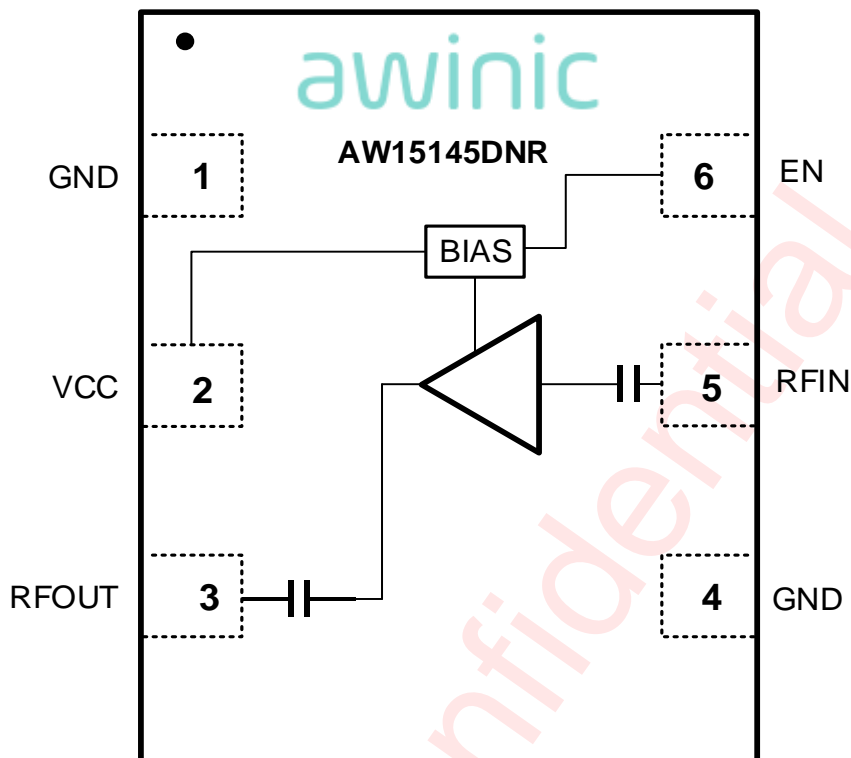 awinic
AW15145DNR
GND 1 6 EN
BIAS
VCC 2 5 RFIN
RFOUT 3 4 GND
nfidential